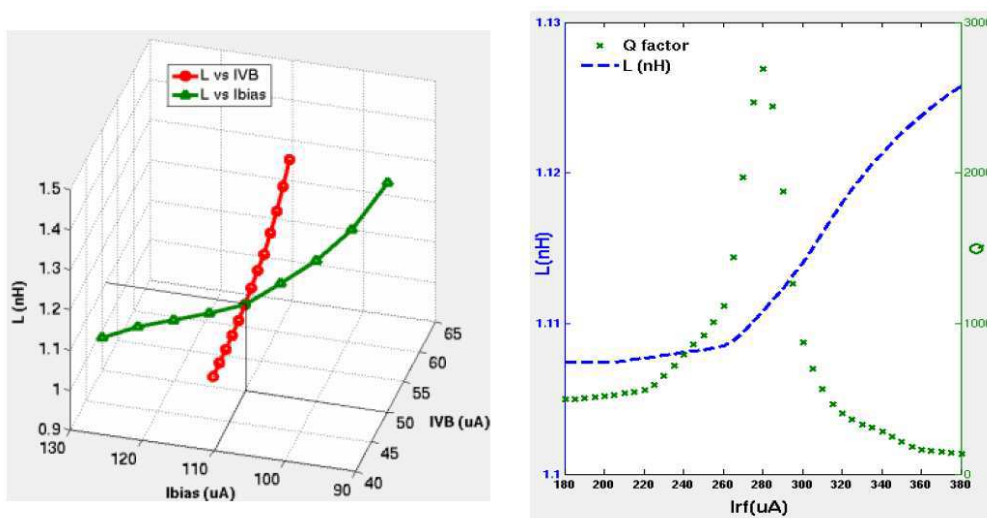 L vs IVB
L vs Ibias
1.5
1.4
1.3
1.2
1.1
1
0.9
L (nH)
130
120
110
100
90
Ibias(uA)
40
45
50
55
60
65
IVB (uA)
1.13
1.12
1.11
1.1
L(nH)
Q factor
L (nH)
3000
2000
1000
0
Q
180 200 220 240 260 280 300 320 340 360 380
Irf(uA)